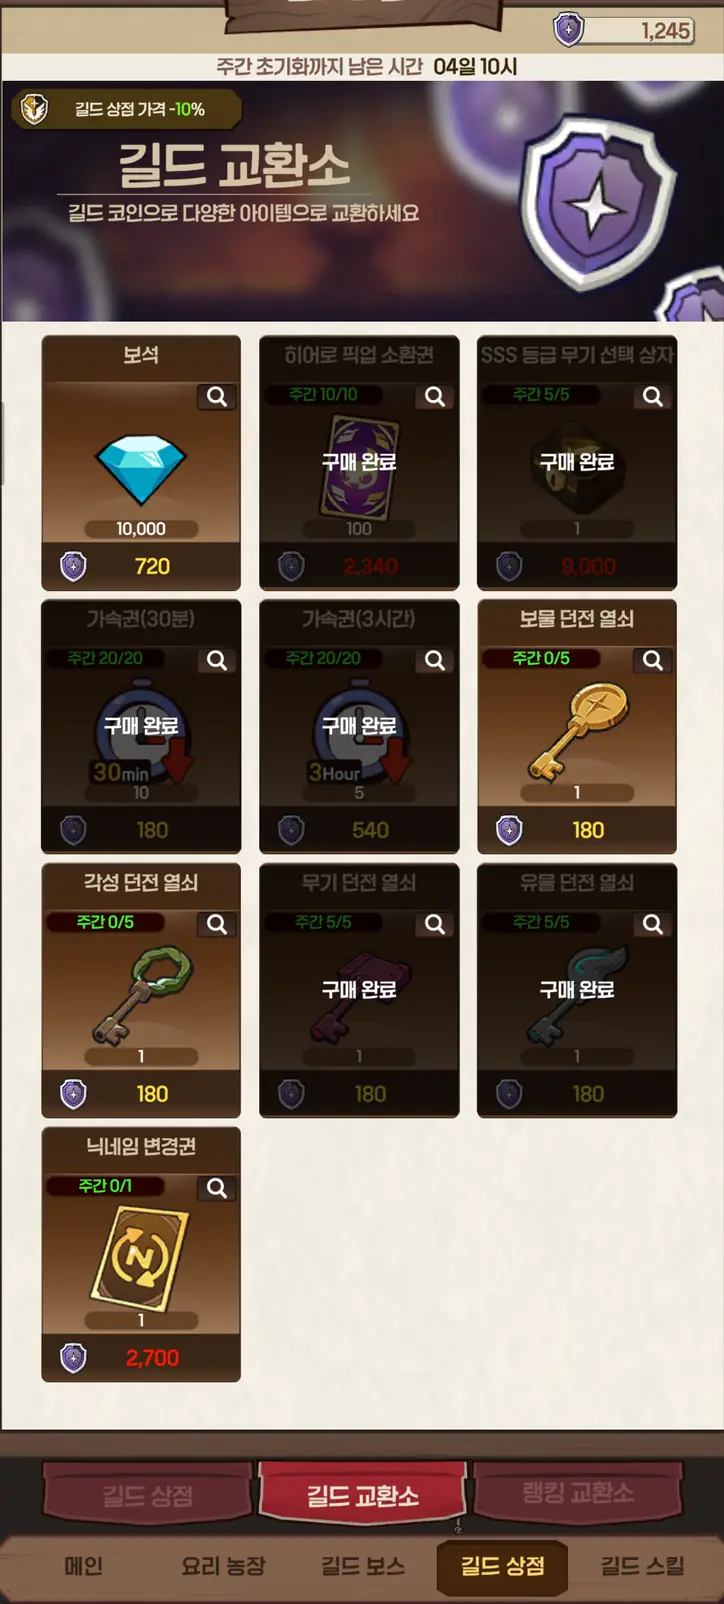 1,245
주간 초기화까지 남은 시간 04일 10시
길드 상점 가격 -10%
길드 교환소
길드 코인으로 다양한 아이템으로 교환하세요
보석
10,000
720
히어로 픽업 소환권
주간 10/10
구매 완료
100
2,340
SSS 등급 무기 선택 상자
주간 5/5
구매 완료
1
9,000
가속권(30분)
주간 20/20
구매 완료
30min
10
180
가속권(3시간)
주간 20/20
구매 완료
3Hour
5
540
보물 던전 열쇠
주간 0/5
1
180
각성 던전 열쇠
주간 0/5
1
180
무기 던전 열쇠
주간 5/5
구매 완료
1
180
유물 던전 열쇠
주간 5/5
구매 완료
1
180
닉네임 변경권
주간 0/1
N
1
2,700
길드 상점
길드 교환소
랭킹 교환소
메인
요리 농장
길드 보스
길드 상점
길드 스킬